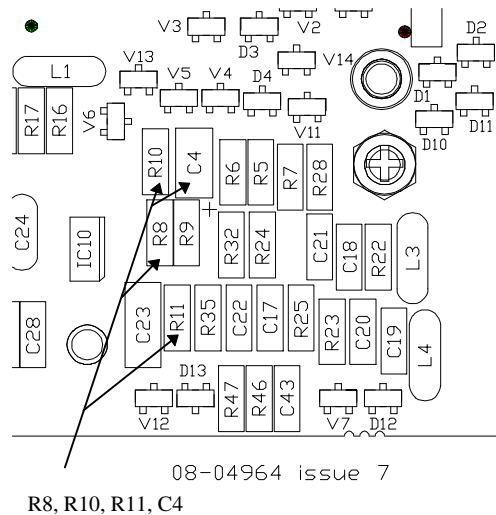 V3
D3
V2
D2
V13
V5
V4
D4
V14
D1
D11
L1
V11
D10
R17
R16
V6
R10
C4
R6
R5
R7
R28
C24
IC10
R8
R9
R32
R24
C21
C18
R22
L3
C28
C23
R11
R35
C22
C17
R25
R23
C20
C19
L4
D13
V12
R47
R46
C43
V7
D12
08-04964 issue 7
R8, R10, R11, C4